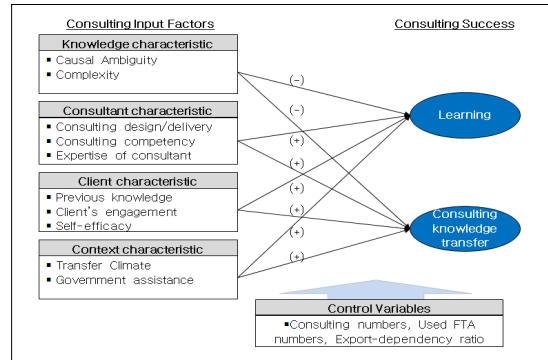 Consulting Input Factors
Consulting Success
Knowledge characteristic
▪ Causal Ambiguity
▪ Complexity
Consultant characteristic
▪ Consulting design/delivery
▪ Consulting competency
▪ Expertise of consultant
Client characteristic
▪ Previous knowledge
▪ Client's engagement
▪ Self-efficacy
Context characteristic
▪ Transfer Climate
▪ Government assistance
(-)
(-)
(+)
(+)
(+)
(+)
(+)
(+)
Learning
Consulting
knowledge
transfer
Control Variables
▪Consulting numbers, Used FTA
numbers, Export-dependency ratio